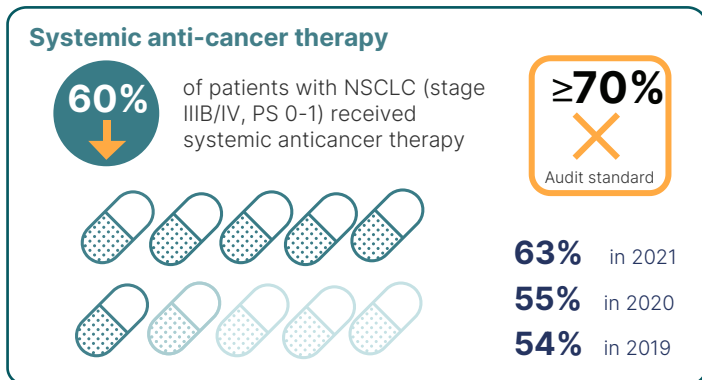 Systemic anti-cancer therapy
60%
of patients with NSCLC (stage
IIIB/IV, PS 0-1) received
systemic anticancer therapy
≥70%
Audit standard
63% in 2021
55% in 2020
54% in 2019